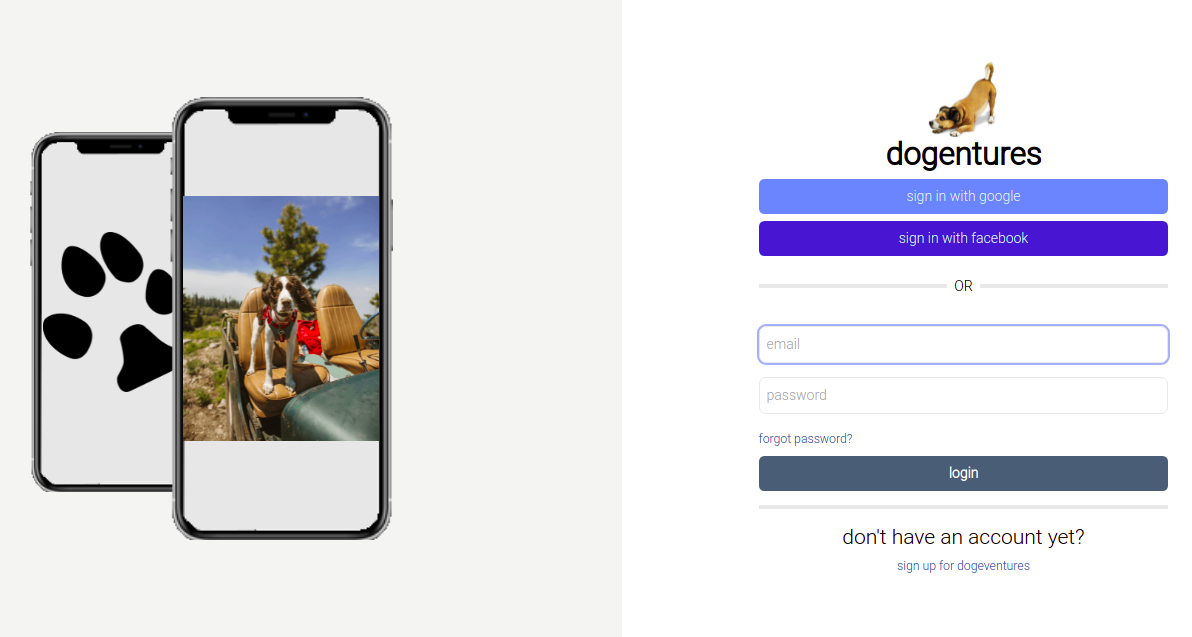 dogentures
sign in with google
sign in with facebook
OR
email
password
forgot password?
login
don't have an account yet?
sign up for dogeventures